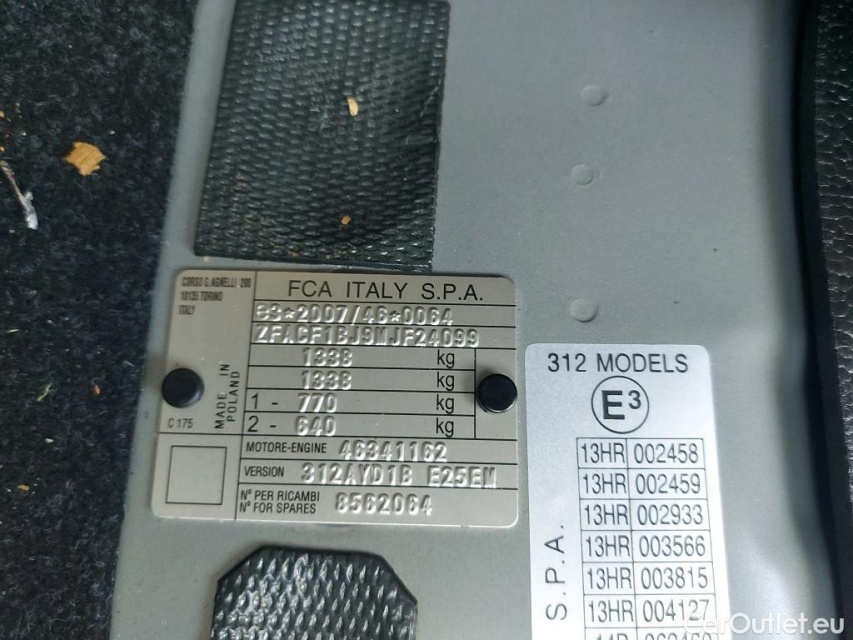 CORSO G.AGNELLI 200
10135 TORINO
ITALY
FCA ITALY S.P.A.
e3*2007/46*0064
ZFACF1BJ9MJF24099
1338 kg
1338 kg
1 - 770 kg
2 - 640 kg
MADE IN
POLAND
C 175
MOTORE-ENGINE 46341162
VERSION 312AYD1B E25EM
N° PER RICAMBI
N° FOR SPARES 8562064
312 MODELS
E3
13HR 002458
13HR 002459
13HR 002933
13HR 003566
13HR 003815
13HR 004127
S.P.A.
CarOutlet.eu